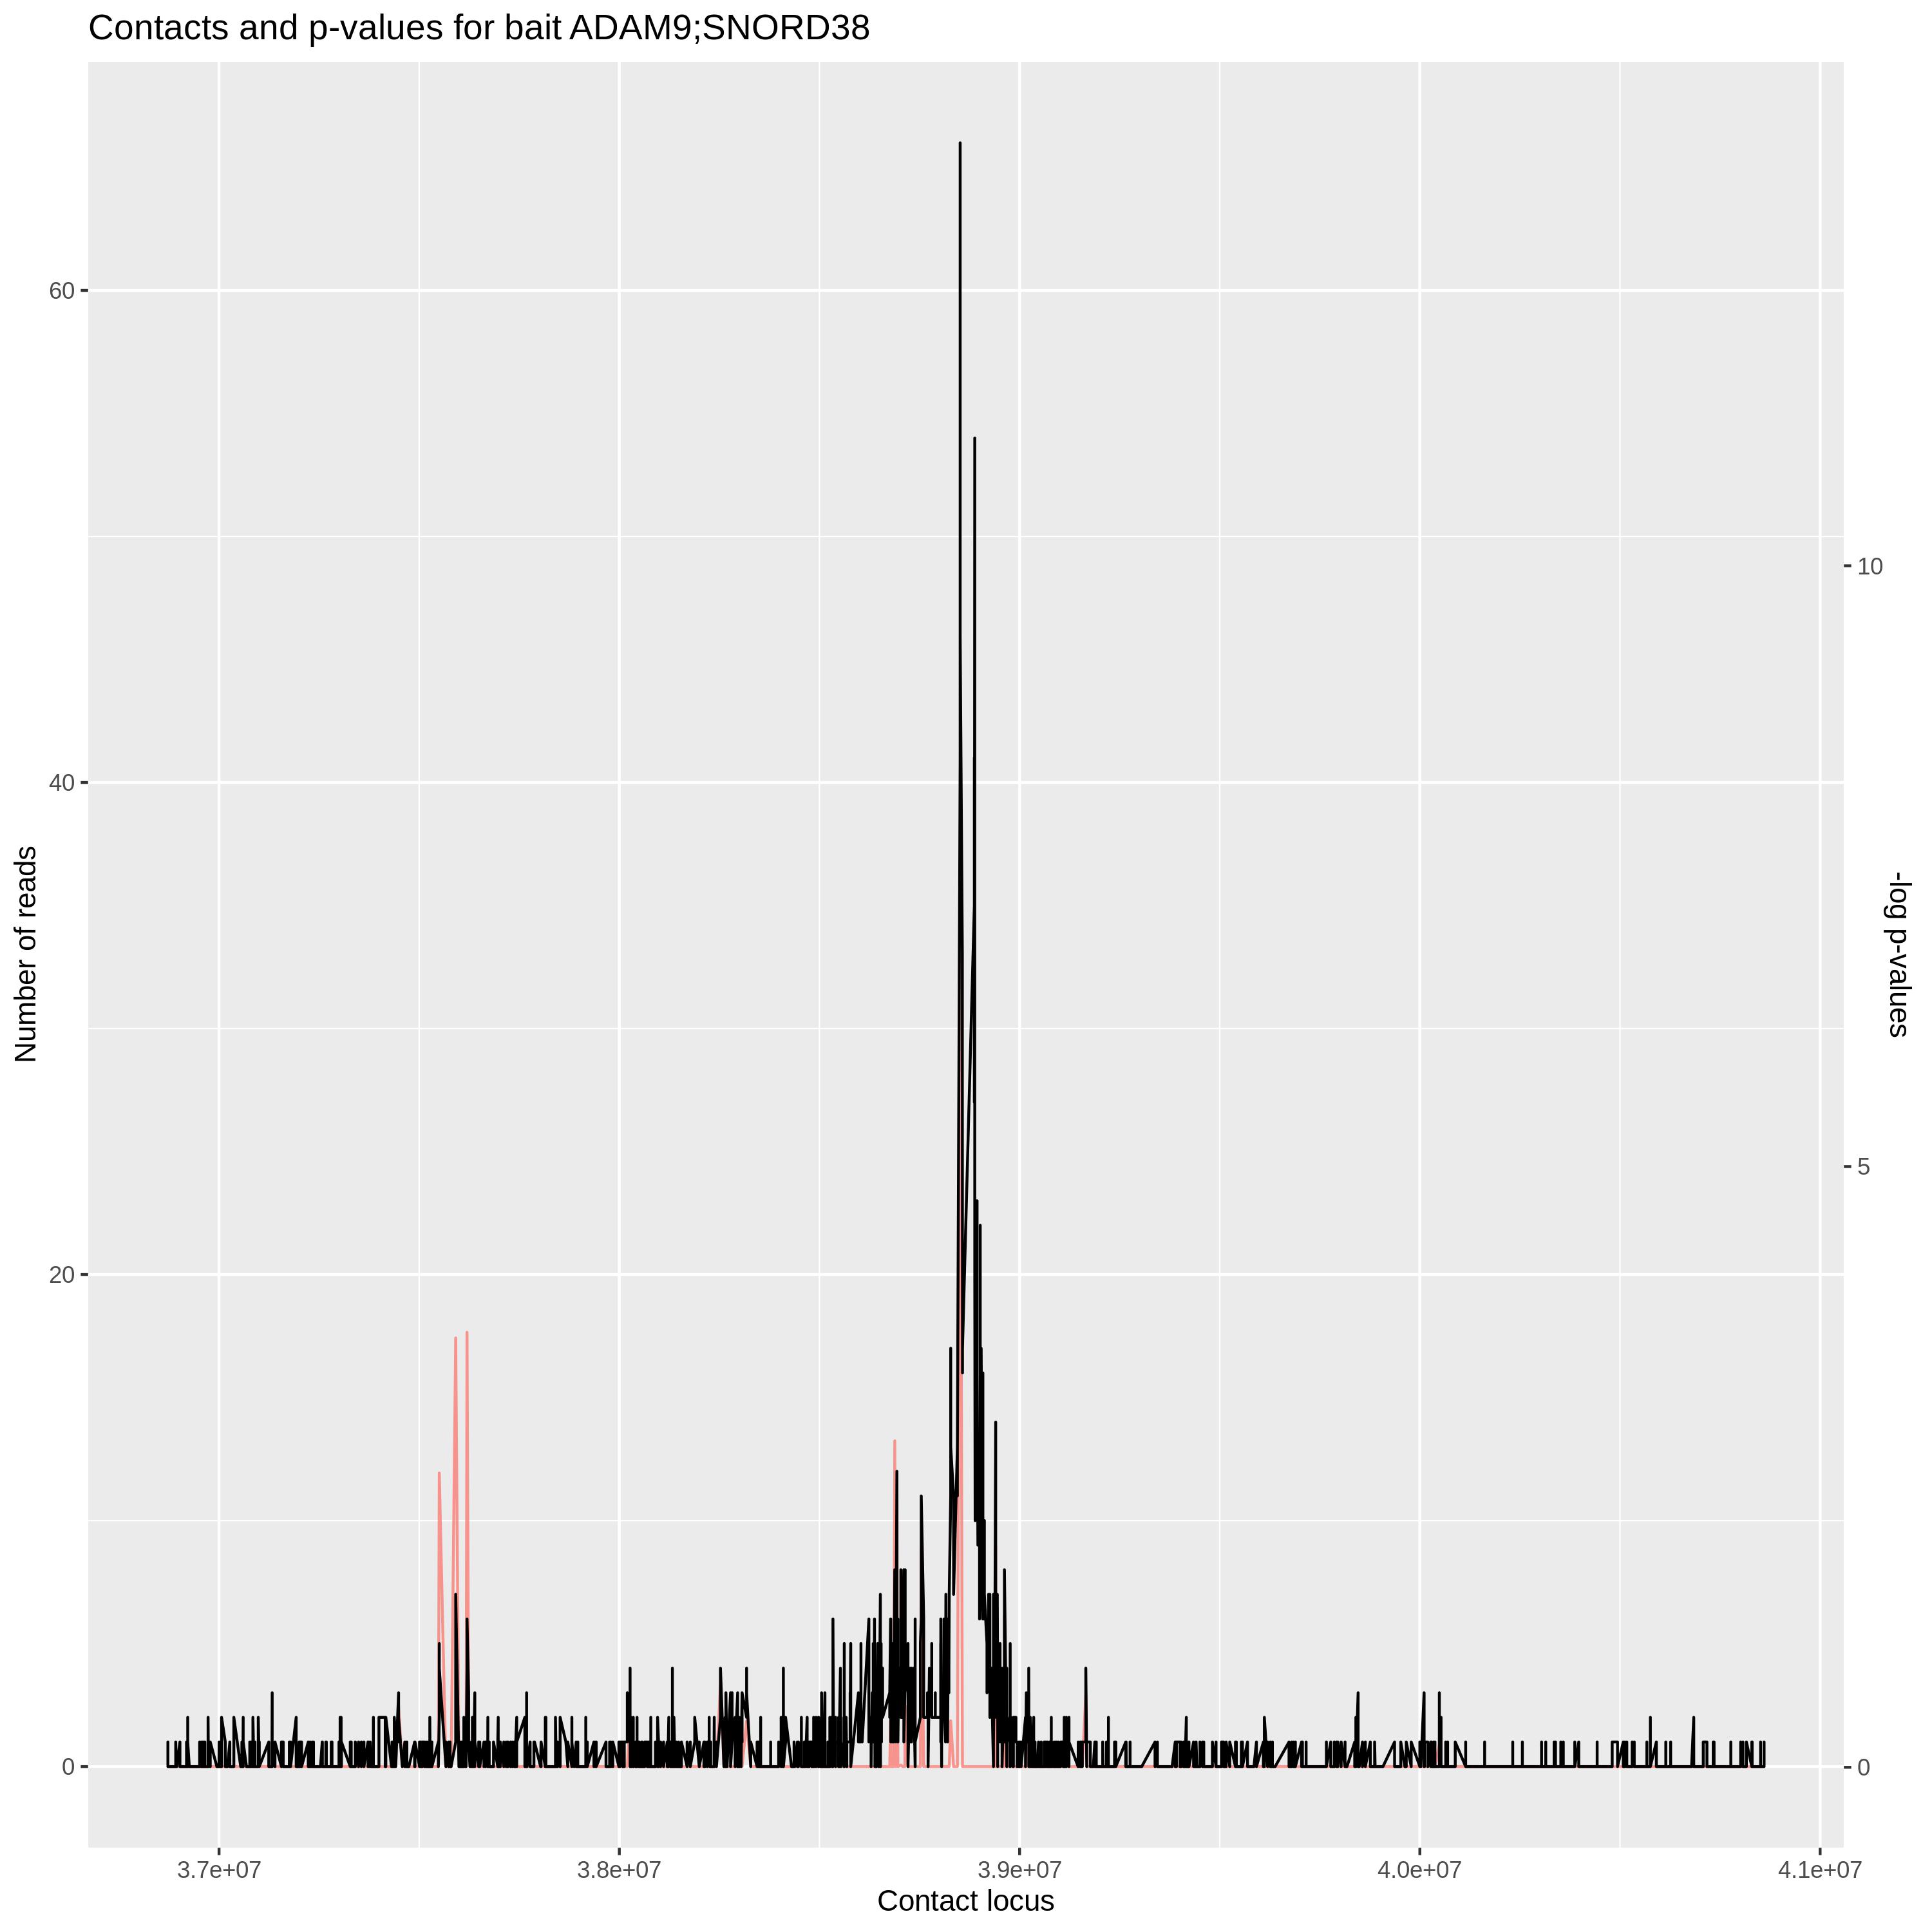 Contacts and p-values for bait ADAM9;SNORD38
60
40
20
0
Number of reads
10
5
0
-log p-values
3.7e+07
3.8e+07
3.9e+07
4.0e+07
4.1e+07
Contact locus